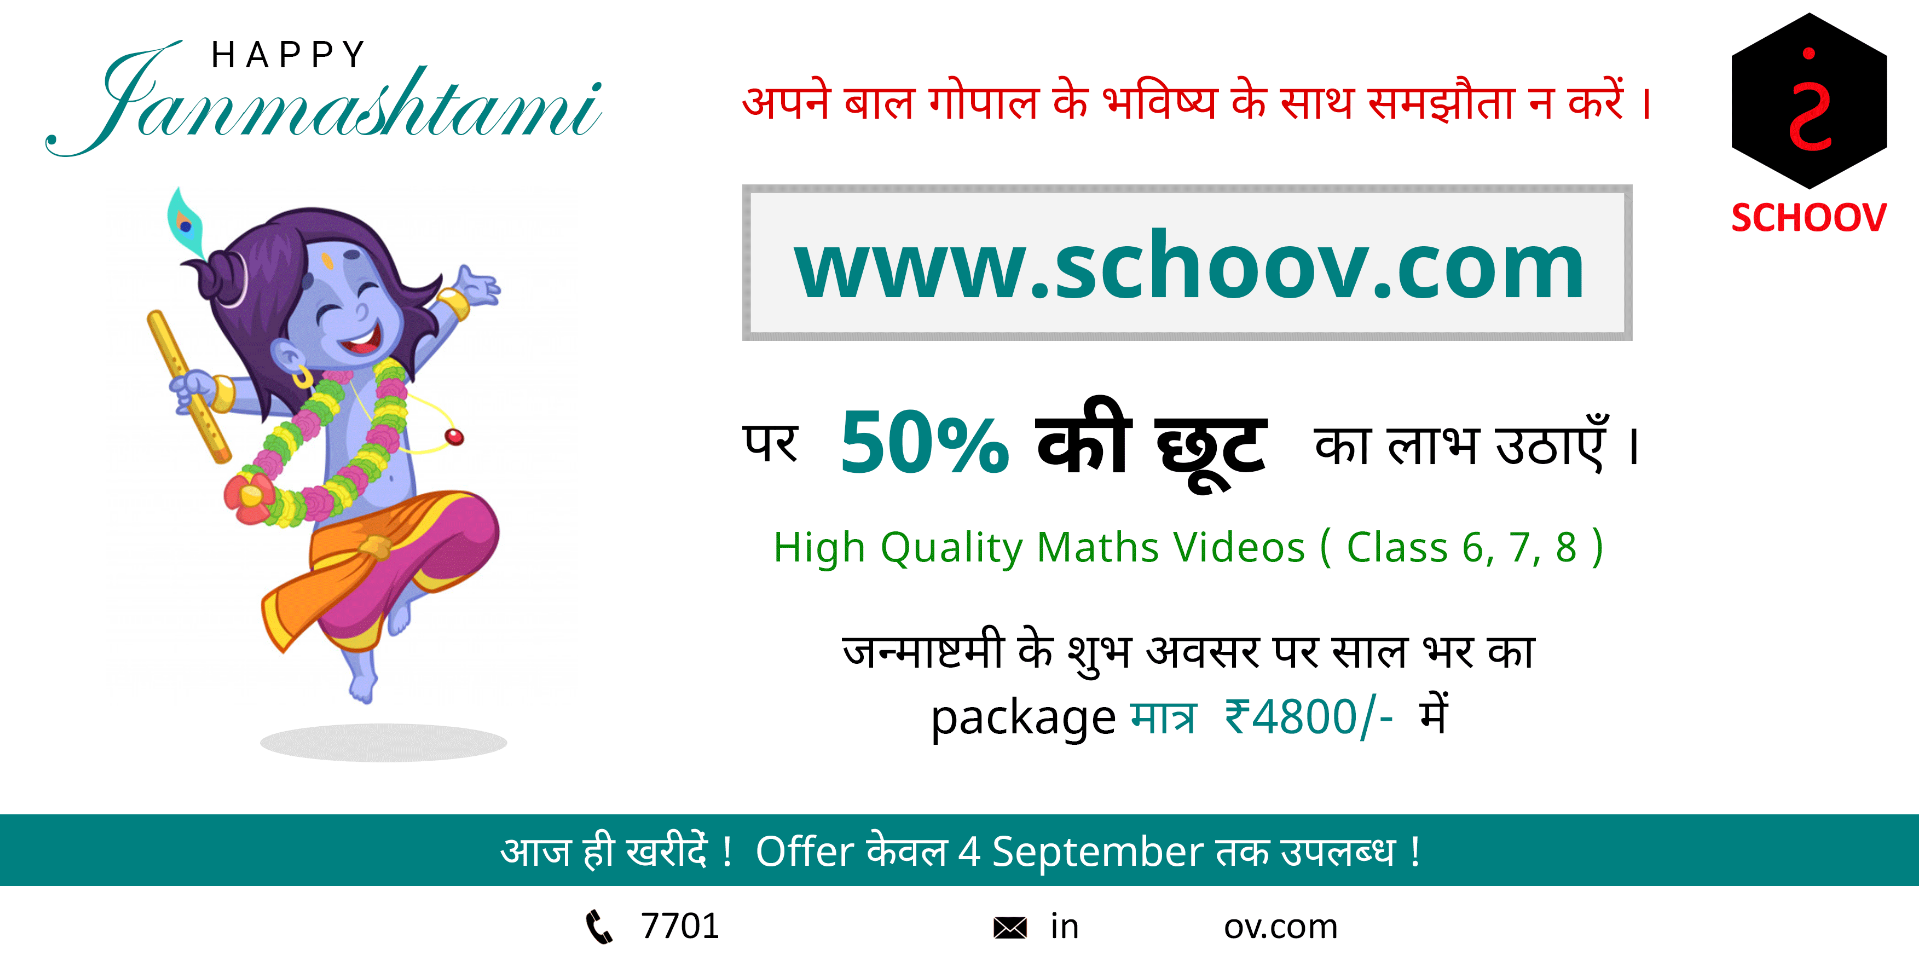 HAPPY
Janmashtami
अपने बाल गोपाल के भविष्य के साथ समझौता न करें ।
SCHOOV
www.schoov.com
पर 50% की छूट का लाभ उठाएँ ।
High Quality Maths Videos ( Class 6, 7, 8 )
जन्माष्टमी के शुभ अवसर पर साल भर का
package मात्र ₹4800/- में
आज ही खरीदें ! Offer केवल 4 September तक उपलब्ध !
7701 in ov.com